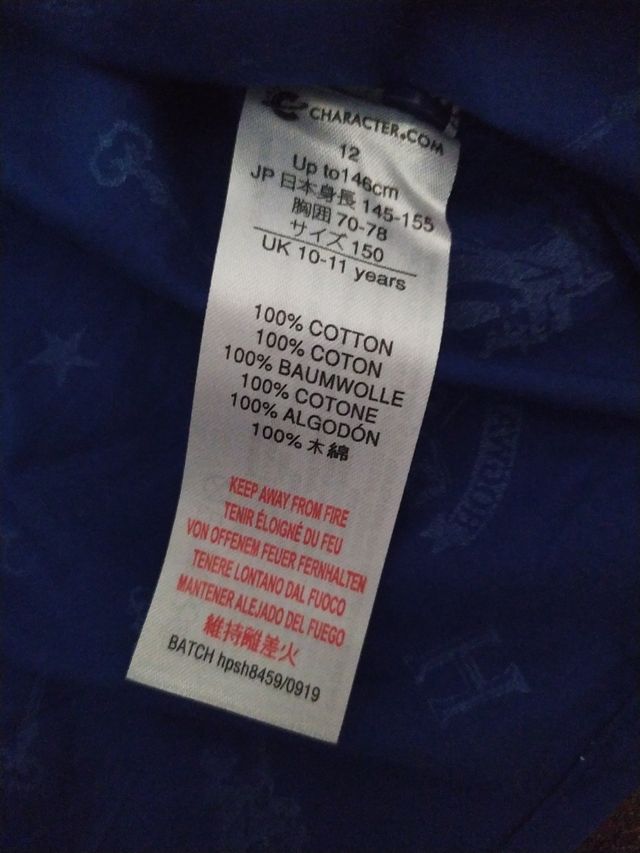 CHARACTER.COM
12
Up to146cm
JP 日本身長 145-155
胸囲 70-78
サイズ 150
UK 10-11 years
100% COTTON
100% COTON
100% BAUMWOLLE
100% COTONE
100% ALGODÓN
100% 木綿
KEEP AWAY FROM FIRE
TENIR ÉLOIGNÉ DU FEU
VON OFFENEM FEUER FERNHALTEN
TENERE LONTANO DAL FUOCO
MANTENER ALEJADO DEL FUEGO
維持離差火
BATCH hpsh8459/0919
H